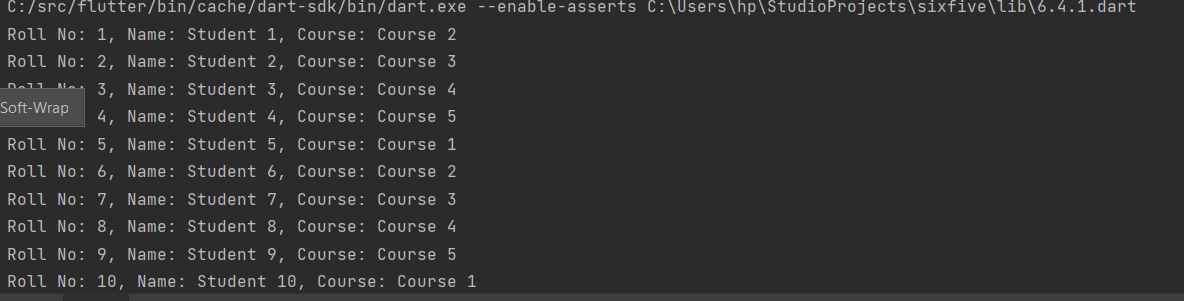 C:/src/flutter/bin/cache/dart-sdk/bin/dart.exe --enable-asserts C:\Users\hp\StudioProjects\sixfive\lib\6.4.1.dart
Roll No: 1, Name: Student 1, Course: Course 2
Roll No: 2, Name: Student 2, Course: Course 3
Roll No: 3, Name: Student 3, Course: Course 4
Soft-Wrap
4, Name: Student 4, Course: Course 5
Roll No: 5, Name: Student 5, Course: Course 1
Roll No: 6, Name: Student 6, Course: Course 2
Roll No: 7, Name: Student 7, Course: Course 3
Roll No: 8, Name: Student 8, Course: Course 4
Roll No: 9, Name: Student 9, Course: Course 5
Roll No: 10, Name: Student 10, Course: Course 1